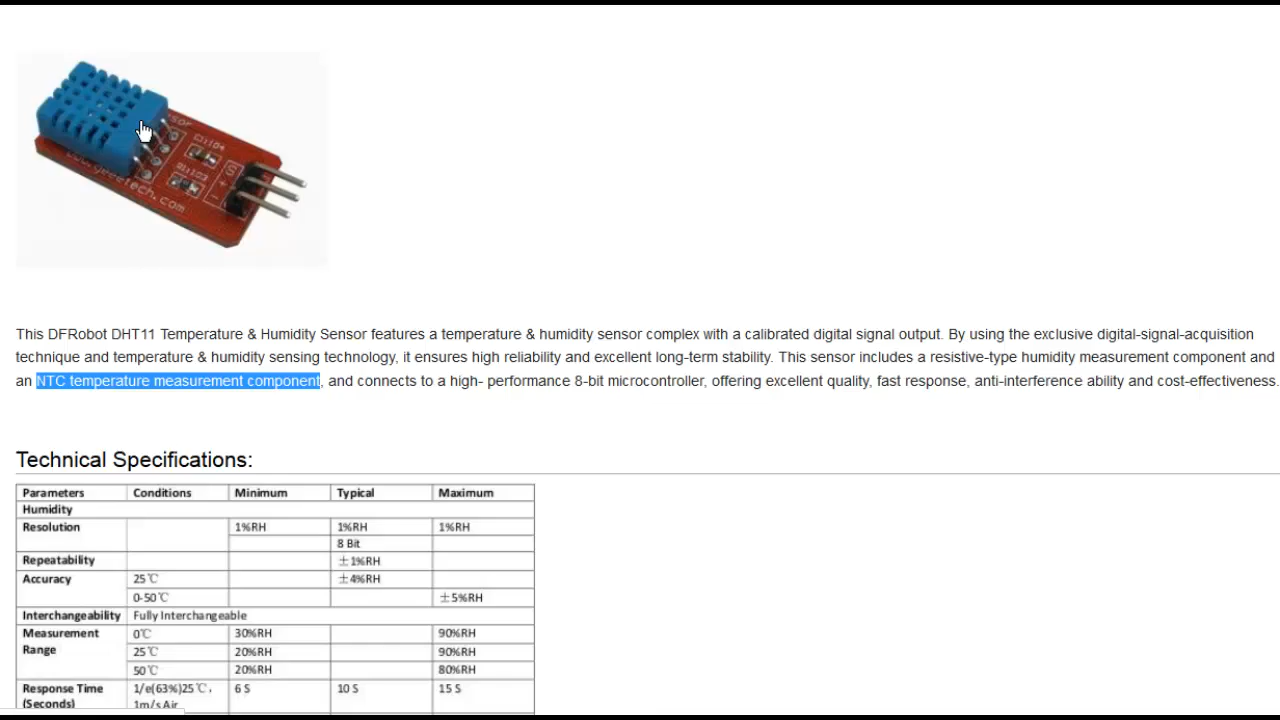 www.geeetech.com
S
+
-
This DFRobot DHT11 Temperature & Humidity Sensor features a temperature & humidity sensor complex with a calibrated digital signal output. By using the exclusive digital-signal-acquisition
technique and temperature & humidity sensing technology, it ensures high reliability and excellent long-term stability. This sensor includes a resistive-type humidity measurement component and
an NTC temperature measurement component, and connects to a high- performance 8-bit microcontroller, offering excellent quality, fast response, anti-interference ability and cost-effectiveness.
Technical Specifications:
Parameters Conditions Minimum Typical Maximum
Humidity
Resolution 1%RH 1%RH 1%RH
8 Bit
Repeatability ±1%RH
Accuracy 25℃ ±4%RH
0-50℃ ±5%RH
Interchangeability Fully Interchangeable
Measurement Range 0℃ 30%RH 90%RH
25℃ 20%RH 90%RH
50℃ 20%RH 80%RH
Response Time (Seconds) 1/e(63%)25℃, 1m/s Air 6 S 10 S 15 S